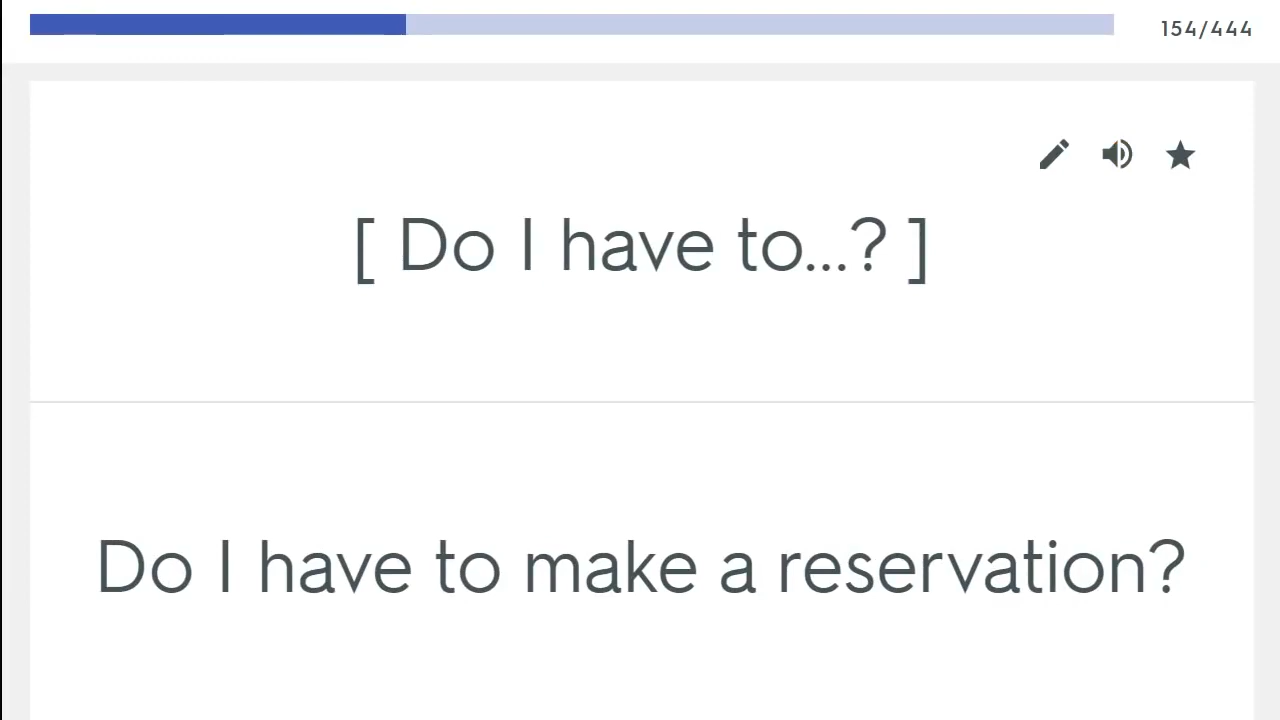 154/444
[ Do I have to...? ]
Do I have to make a reservation?